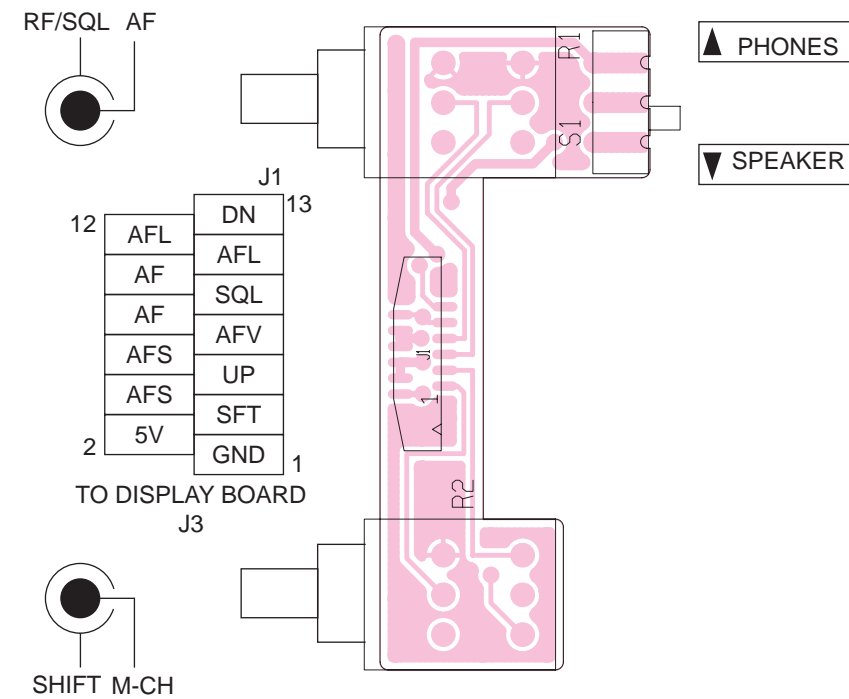 RF/SQL AF
R1
PHONES
S1
SPEAKER
J1
12
13
DN
AFL
AFL
AF
SQL
AF
AFV
AFS
UP
AFS
SFT
5V
2
GND
1
TO DISPLAY BOARD
J3
J1
1
R2
SHIFT M-CH